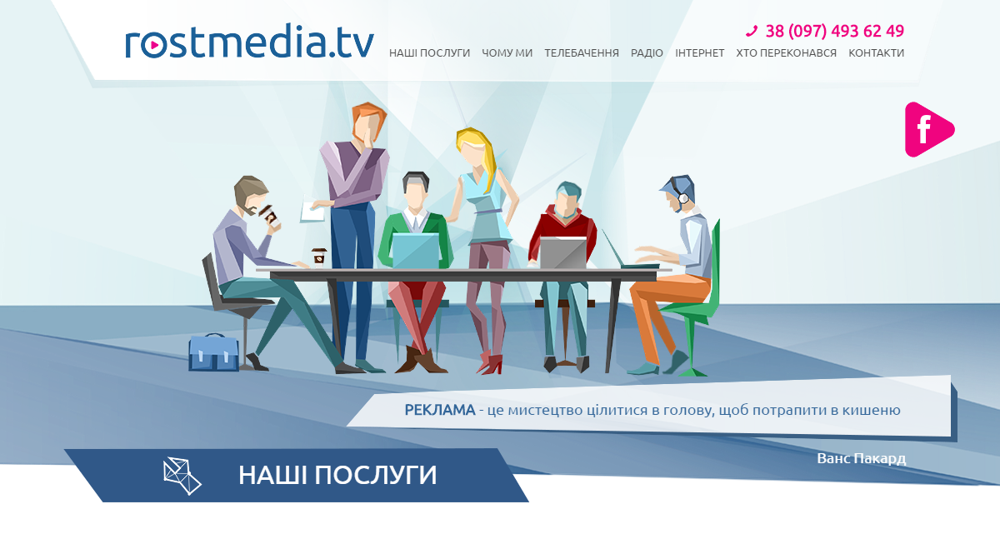 rostmedia.tv
38 (097) 493 62 49
НАШІ ПОСЛУГИ ЧОМУ МИ ТЕЛЕБАЧЕННЯ РАДІО ІНТЕРНЕТ ХТО ПЕРЕКОНАВСЯ КОНТАКТИ
f
РЕКЛАМА - це мистецтво цілитися в голову, щоб потрапити в кишеню
Ванс Пакард
НАШІ ПОСЛУГИ